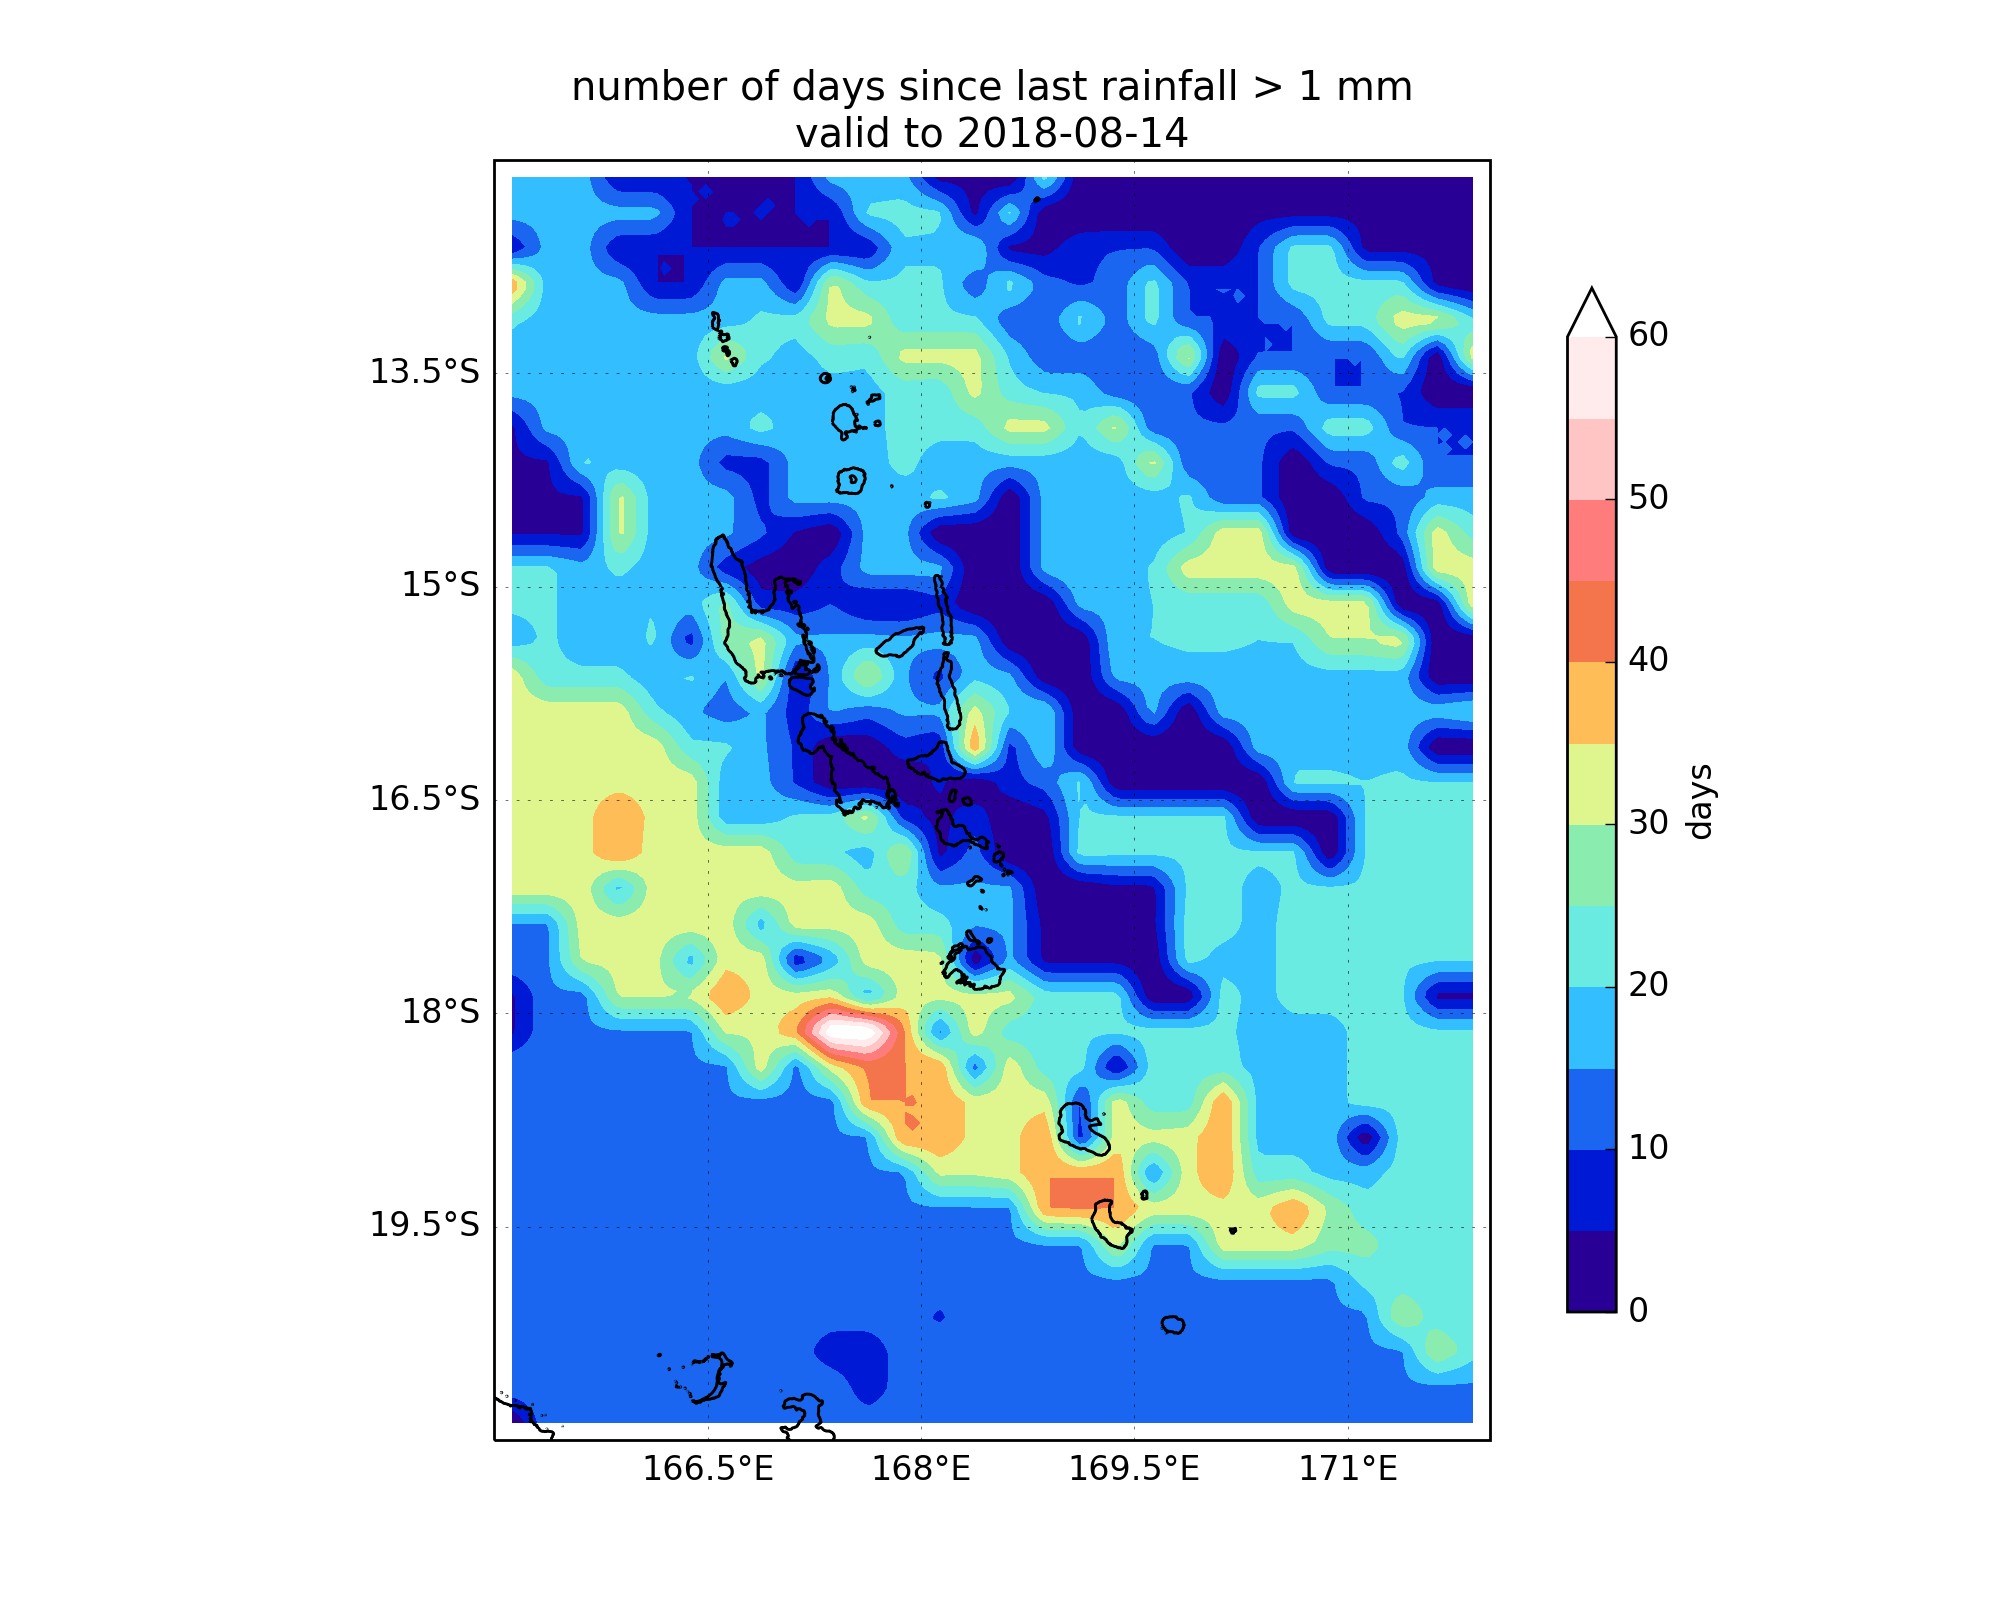 number of days since last rainfall > 1 mm
valid to 2018-08-14
13.5°S
15°S
16.5°S
18°S
19.5°S
166.5°E
168°E
169.5°E
171°E
60
50
40
30
20
10
0
days